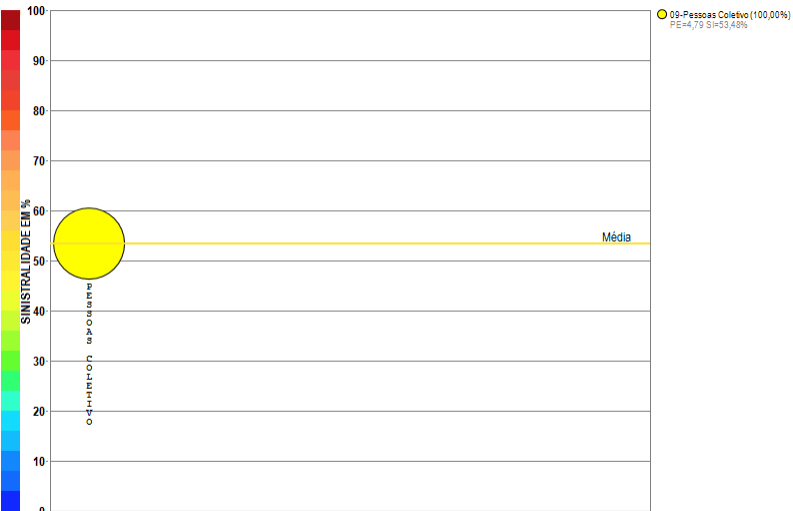 100
90
80
70
60
50
40
30
20
10
0
SINISTRALIDADE EM %
Média
PESSOAS COLETIVO
09-Pessoas Coletivo (100,00%)
PE=4,79 SI=53,48%